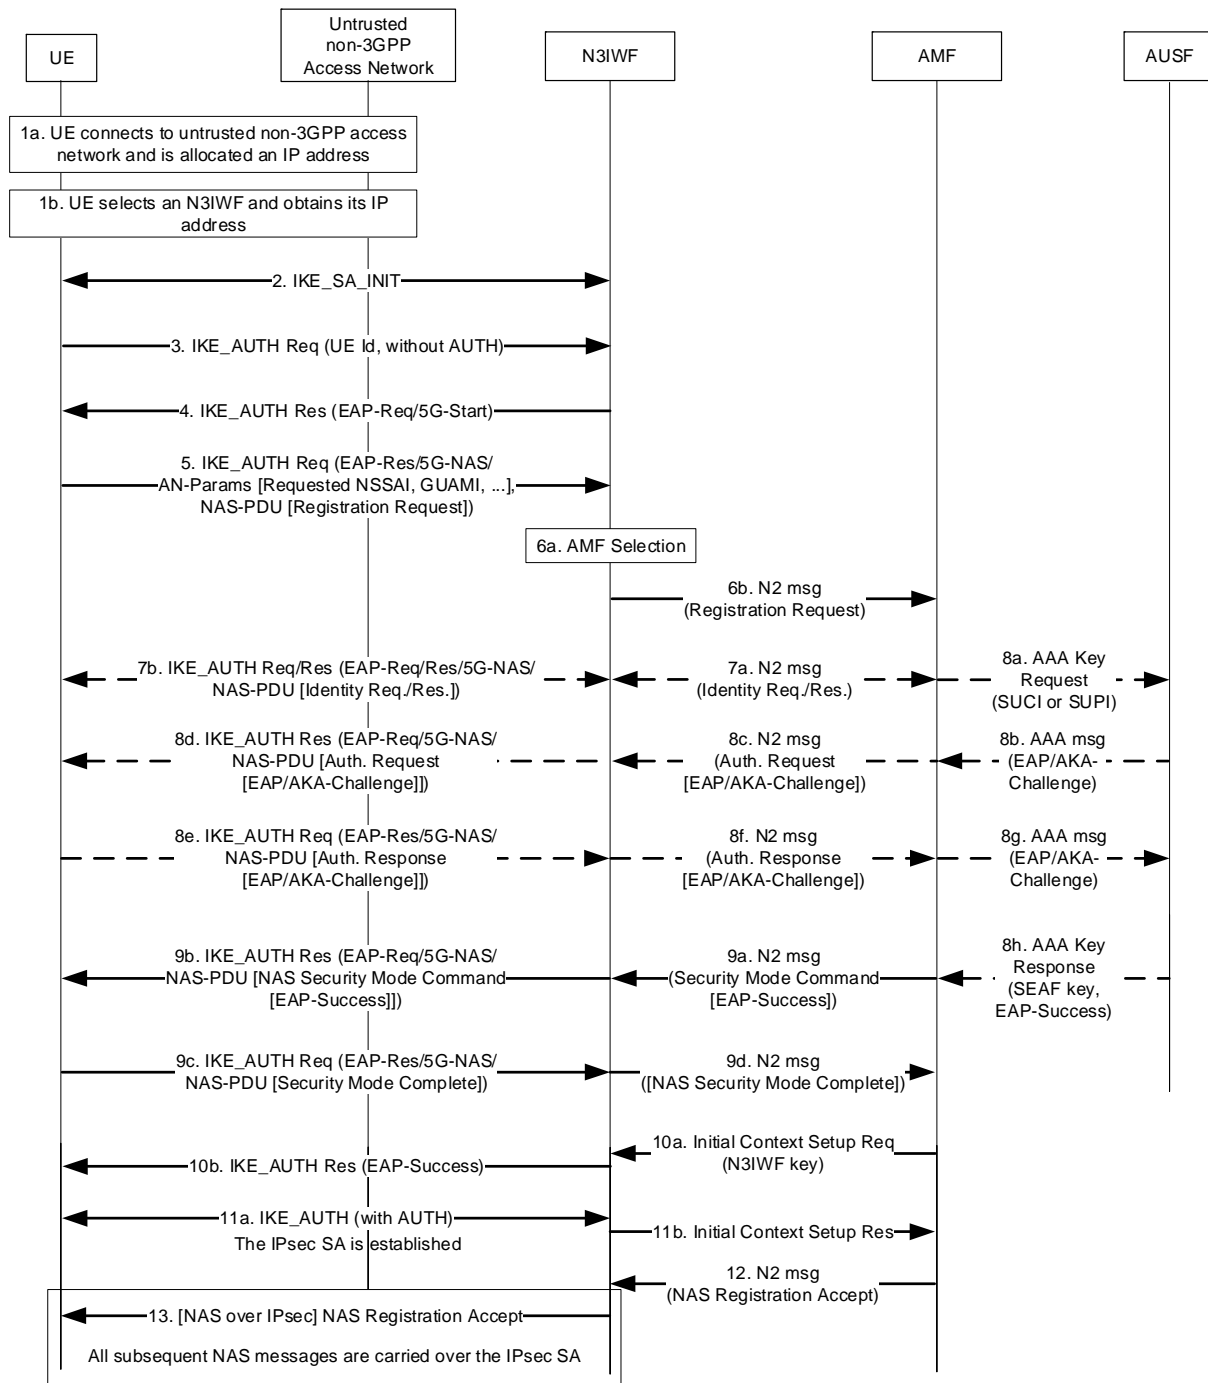 UE
Untrusted
non-3GPP
Access Network
N3IWF
AMF
AUSF
1a. UE connects to untrusted non-3GPP access
network and is allocated an IP address
1b. UE selects an N3IWF and obtains its IP
address
2. IKE_SA_INIT
3. IKE_AUTH Req (UE Id, without AUTH)
4. IKE_AUTH Res (EAP-Req/5G-Start)
5. IKE_AUTH Req (EAP-Res/5G-NAS/
AN-Params [Requested NSSAI, GUAMI, ...],
NAS-PDU [Registration Request])
6a. AMF Selection
6b. N2 msg
(Registration Request)
7b. IKE_AUTH Req/Res (EAP-Req/Res/5G-NAS/
NAS-PDU [Identity Req./Res.])
7a. N2 msg
(Identity Req./Res.)
8a. AAA Key
Request
(SUCI or SUPI)
8d. IKE_AUTH Res (EAP-Req/5G-NAS/
NAS-PDU [Auth. Request
[EAP/AKA-Challenge]])
8c. N2 msg
(Auth. Request
[EAP/AKA-Challenge])
8b. AAA msg
(EAP/AKA-
Challenge)
8e. IKE_AUTH Req (EAP-Res/5G-NAS/
NAS-PDU [Auth. Response
[EAP/AKA-Challenge]])
8f. N2 msg
(Auth. Response
[EAP/AKA-Challenge])
8g. AAA msg
(EAP/AKA-
Challenge)
9b. IKE_AUTH Res (EAP-Req/5G-NAS/
NAS-PDU [NAS Security Mode Command
[EAP-Success]])
9a. N2 msg
(Security Mode Command
[EAP-Success])
8h. AAA Key
Response
(SEAF key,
EAP-Success)
9c. IKE_AUTH Req (EAP-Res/5G-NAS/
NAS-PDU [Security Mode Complete])
9d. N2 msg
([NAS Security Mode Complete])
10a. Initial Context Setup Req
(N3IWF key)
10b. IKE_AUTH Res (EAP-Success)
11a. IKE_AUTH (with AUTH)
The IPsec SA is established
11b. Initial Context Setup Res
12. N2 msg
(NAS Registration Accept)
13. [NAS over IPsec] NAS Registration Accept
All subsequent NAS messages are carried over the IPsec SA